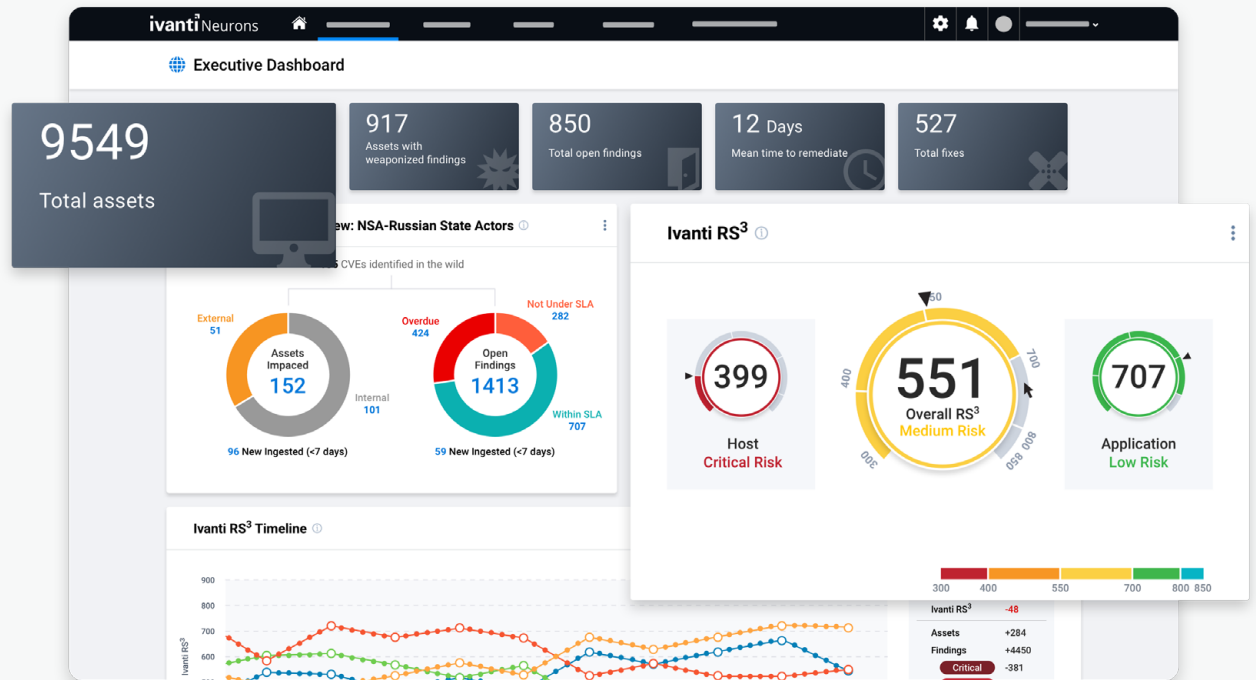 ivanti Neurons
Executive Dashboard
9549
Total assets
917
Assets with
weaponized findings
850
Total open findings
12 Days
Mean time to remediate
527
Total fixes
ew: NSA-Russian State Actors
CVEs identified in the wild
External
51
Assets
Impaced
152
Internal
101
96 New Ingested (<7 days)
Overdue
424
Not Under SLA
282
Open
Findings
1413
Within SLA
707
59 New Ingested (<7 days)
Ivanti RS³
399
Host
Critical Risk
300
400
50
700
800
850
551
Overall RS³
Medium Risk
707
Application
Low Risk
300 400 550 700 800 850
Ivanti RS³ Timeline
Ivanti RS³
900
800
700
600
Ivanti RS³ -48
Assets +284
Findings +4450
Critical -381